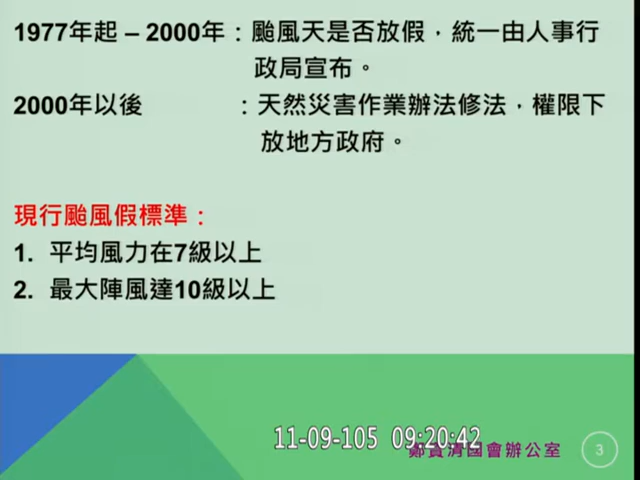 1977年起 – 2000年：颱風天是否放假，統一由人事行
政局宣布。
2000年以後 ：天然災害作業辦法修法，權限下
放地方政府。
現行颱風假標準：
1. 平均風力在7級以上
2. 最大陣風達10級以上
11-09-105 09:20:42
鄭寶清國會辦公室
3